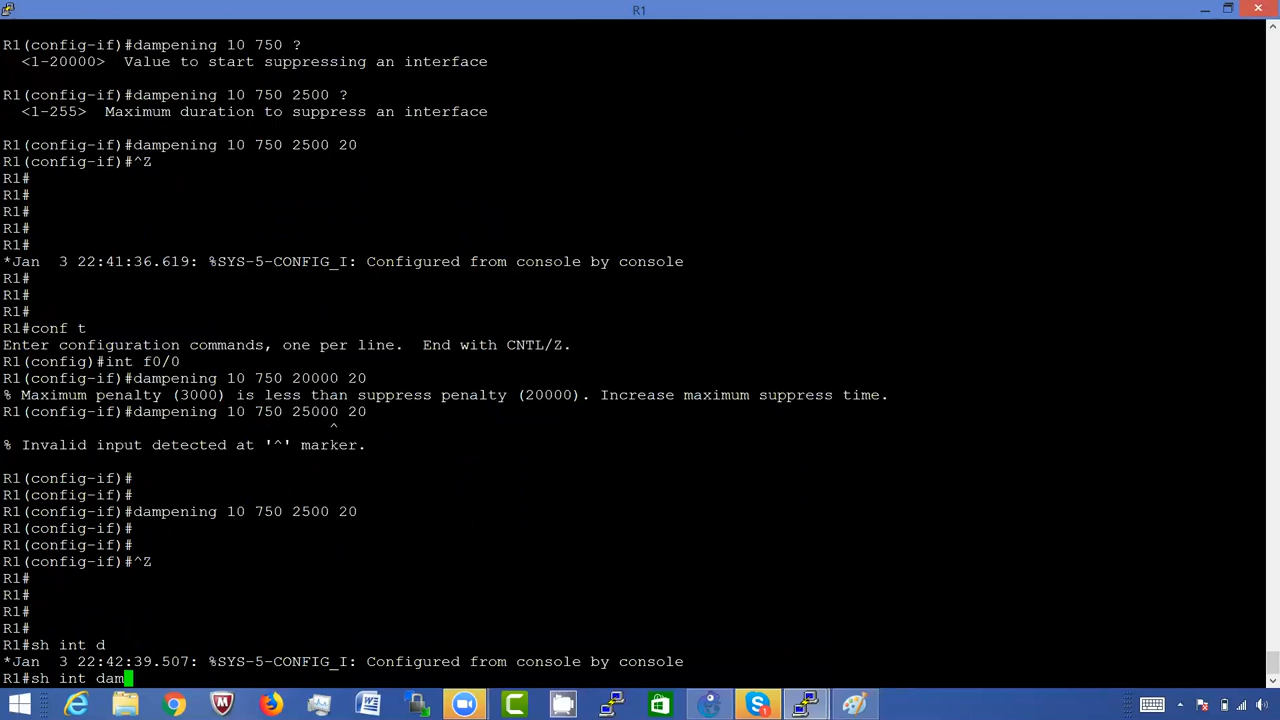 R1
R1(config-if)#dampening 10 750 ?
  <1-20000>  Value to start suppressing an interface
R1(config-if)#dampening 10 750 2500 ?
  <1-255>  Maximum duration to suppress an interface
R1(config-if)#dampening 10 750 2500 20
R1(config-if)#^Z
R1#
R1#
R1#
R1#
R1#
*Jan  3 22:41:36.619: %SYS-5-CONFIG_I: Configured from console by console
R1#
R1#
R1#
R1#conf t
Enter configuration commands, one per line.  End with CNTL/Z.
R1(config)#int f0/0
R1(config-if)#dampening 10 750 20000 20
% Maximum penalty (3000) is less than suppress penalty (20000). Increase maximum suppress time.
R1(config-if)#dampening 10 750 25000 20
                                   ^
% Invalid input detected at '^' marker.
R1(config-if)#
R1(config-if)#
R1(config-if)#dampening 10 750 2500 20
R1(config-if)#
R1(config-if)#
R1(config-if)#^Z
R1#
R1#
R1#
R1#
R1#sh int d
*Jan  3 22:42:39.507: %SYS-5-CONFIG_I: Configured from console by console
R1#sh int dam